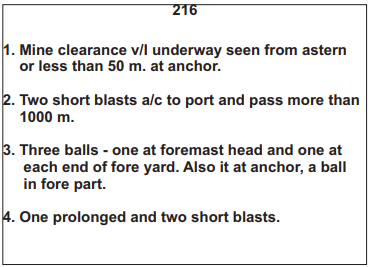 216
1. Mine clearance v/l underway seen from astern
or less than 50 m. at anchor.
2. Two short blasts a/c to port and pass more than
1000 m.
3. Three balls - one at foremast head and one at
each end of fore yard. Also it at anchor, a ball
in fore part.
4. One prolonged and two short blasts.